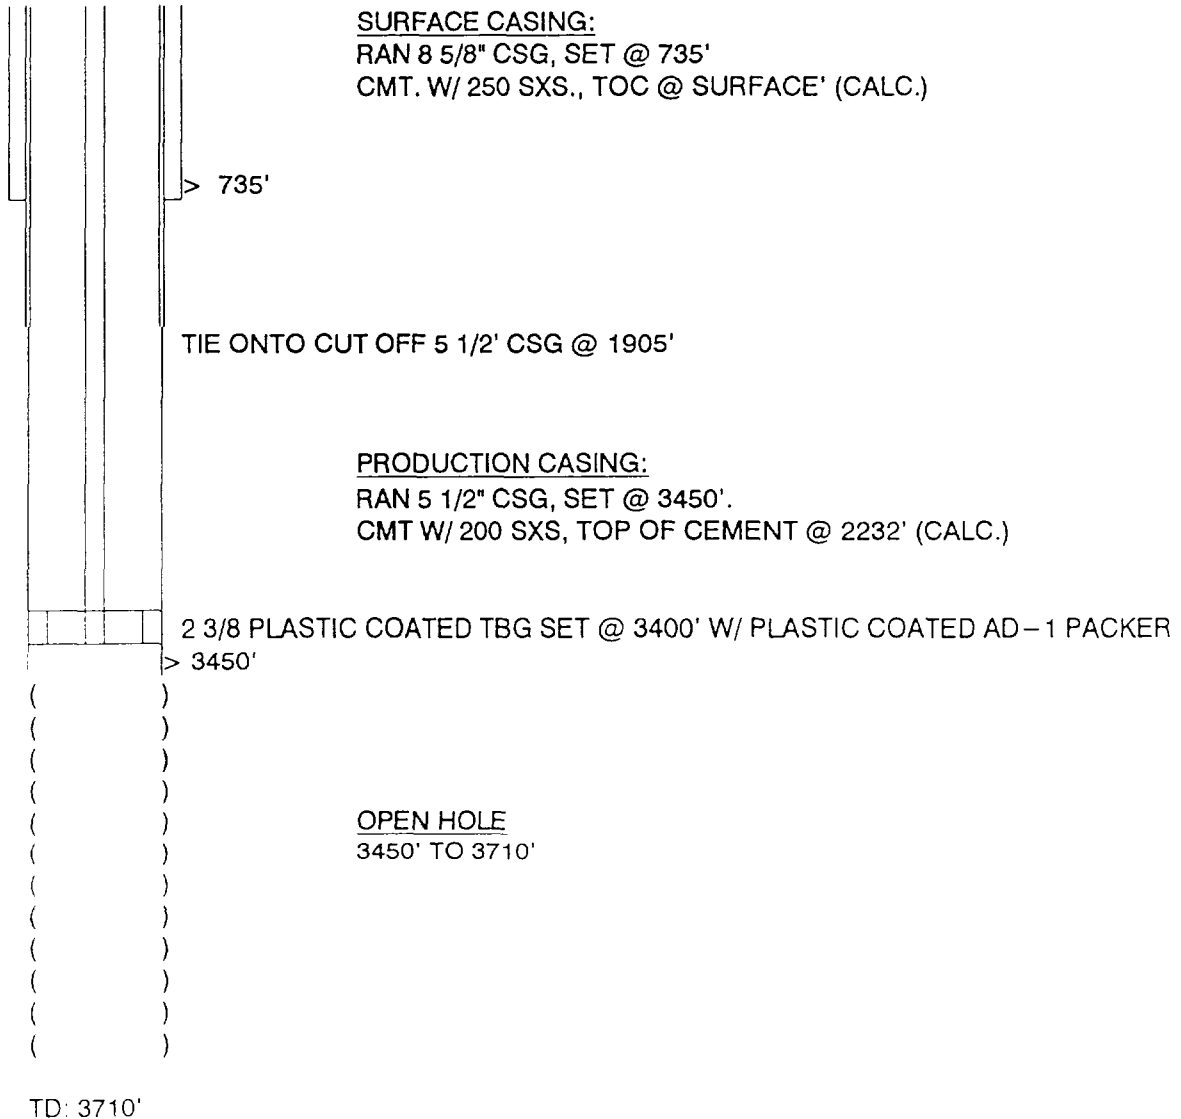 SURFACE CASING:
RAN 8 5/8" CSG, SET @ 735'
CMT. W/ 250 SXS., TOC @ SURFACE' (CALC.)
> 735'
TIE ONTO CUT OFF 5 1/2' CSG @ 1905'
PRODUCTION CASING:
RAN 5 1/2" CSG, SET @ 3450'.
CMT W/ 200 SXS, TOP OF CEMENT @ 2232' (CALC.)
2 3/8 PLASTIC COATED TBG SET @ 3400' W/ PLASTIC COATED AD-1 PACKER
> 3450'
OPEN HOLE
3450' TO 3710'
TD: 3710'